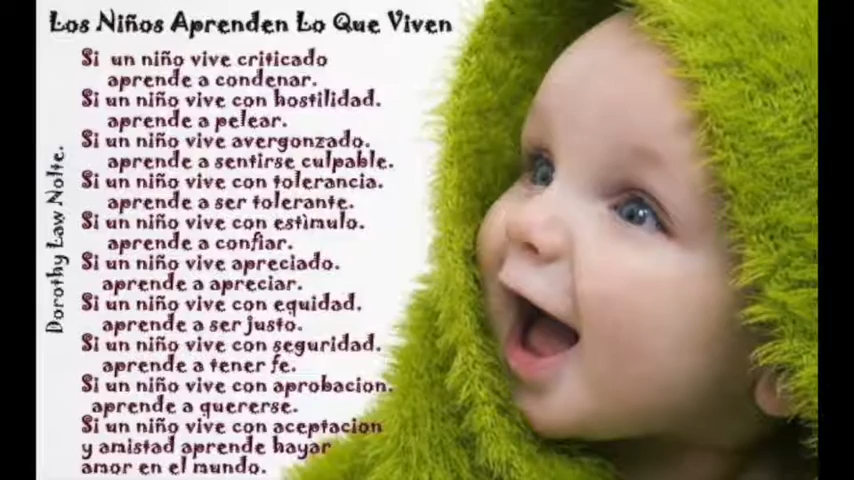 Los Niños Aprenden Lo Que Viven
Si un niño vive criticado
aprende a condenar.
Si un niño vive con hostilidad.
aprende a pelear.
Si un niño vive avergonzado.
aprende a sentirse culpable.
Si un niño vive con tolerancia.
aprende a ser tolerante.
Si un niño vive con estìmulo.
aprende a confiar.
Si un niño vive apreciado.
aprende a apreciar.
Si un niño vive con equidad.
aprende a ser justo.
Si un niño vive con seguridad.
aprende a tener fe.
Si un niño vive con aprobacion.
aprende a quererse.
Si un niño vive con aceptacion
y amistad aprende hayar
amor en el mundo.
Dorothy Law Nolte.